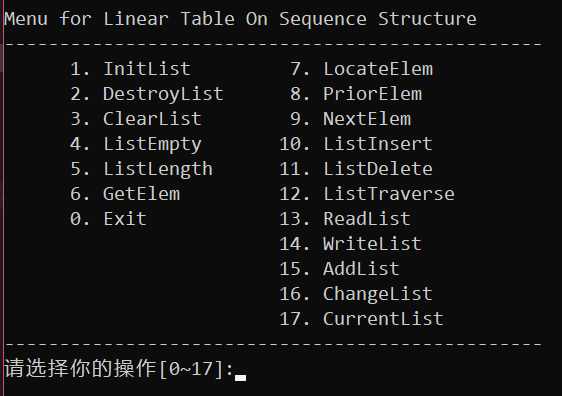 Menu for Linear Table On Sequence Structure
-------------------------------------------------
1. InitList 7. LocateElem
2. DestroyList 8. PriorElem
3. ClearList 9. NextElem
4. ListEmpty 10. ListInsert
5. ListLength 11. ListDelete
6. GetElem 12. ListTraverse
0. Exit 13. ReadList
14. WriteList
15. AddList
16. ChangeList
17. CurrentList
-------------------------------------------------
请选择你的操作[0~17]: